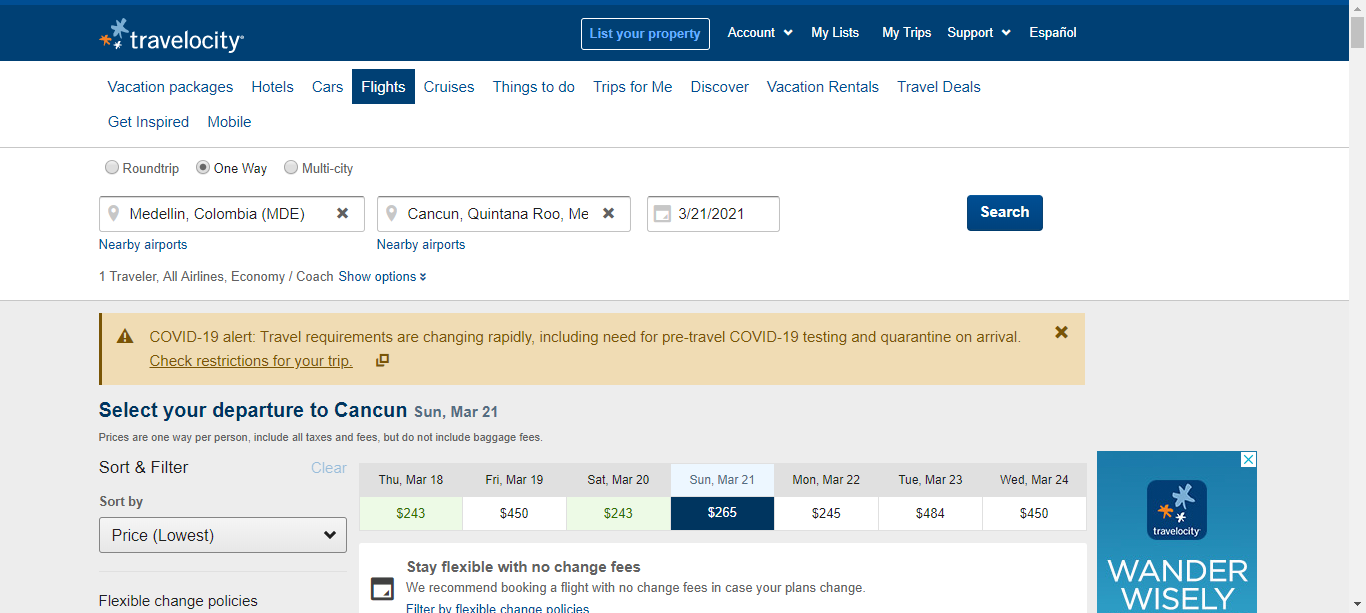 travelocity
List your property
Account
My Lists
My Trips
Support
Español
Vacation packages
Hotels
Cars
Flights
Cruises
Things to do
Trips for Me
Discover
Vacation Rentals
Travel Deals
Get Inspired
Mobile
Roundtrip
One Way
Multi-city
Medellin, Colombia (MDE)
Cancun, Quintana Roo, Me
3/21/2021
Search
Nearby airports
Nearby airports
1 Traveler, All Airlines, Economy / Coach Show options
COVID-19 alert: Travel requirements are changing rapidly, including need for pre-travel COVID-19 testing and quarantine on arrival.
Check restrictions for your trip.
Select your departure to Cancun Sun, Mar 21
Prices are one way per person, include all taxes and fees, but do not include baggage fees.
Sort & Filter
Clear
Sort by
Price (Lowest)
Flexible change policies
Thu, Mar 18
Fri, Mar 19
Sat, Mar 20
Sun, Mar 21
Mon, Mar 22
Tue, Mar 23
Wed, Mar 24
$243
$450
$243
$265
$245
$484
$450
Stay flexible with no change fees
We recommend booking a flight with no change fees in case your plans change.
Filter by flexible change policies
travelocity
WANDER
WISELY